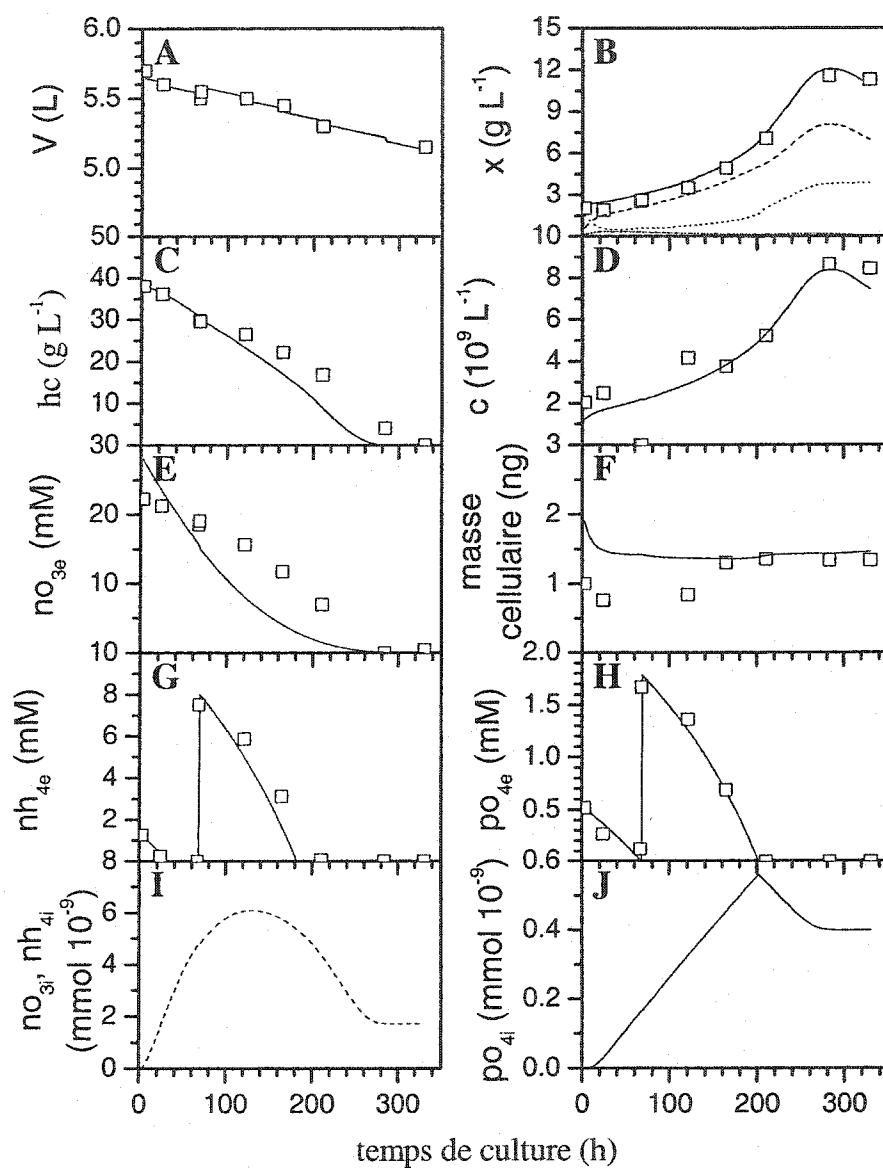 A
V (L)
6.0
5.5
5.0
50
B
x (g L⁻¹)
15
12
9
6
3
10
C
hc (g L⁻¹)
40
30
20
10
30
D
c (10⁹ L⁻¹)
8
6
4
2
3
E
no₃ₑ (mM)
20
10
10
F
masse
cellulaire (ng)
2
1
2.0
G
nh₄ₑ (mM)
8
6
4
2
8
H
po₄ₑ (mM)
1.5
1.0
0.5
0.6
I
no₃ᵢ, nh₄ᵢ
(mmol 10⁻⁹)
6
4
2
0
J
po₄ᵢ (mmol 10⁻⁹)
0.4
0.2
0.0
0 100 200 300
0 100 200 300
temps de culture (h)